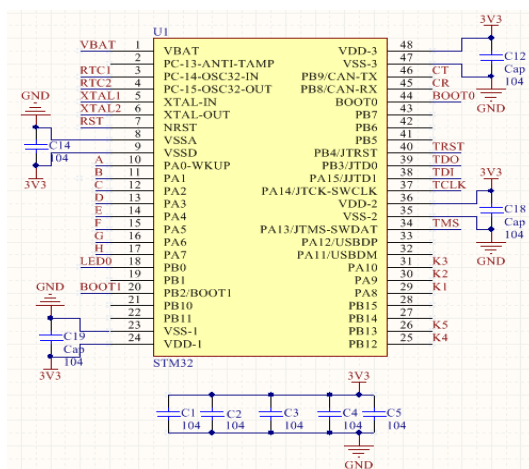 U1
3V3
VBAT 1 VBAT VDD-3 48
2 PC-13-ANTI-TAMP VSS-3 47
RTC1 3 PC-14-OSC32-IN PB9/CAN-TX 46 CT
RTC2 4 PC-15-OSC32-OUT PB8/CAN-RX 45 CR
XTAL1 5 XTAL-IN BOOT0 44 BOOT0
XTAL2 6 XTAL-OUT PB7 43
RST 7 NRST PB6 42
8 VSSA PB5 41
9 VSSD PB4/JTRST 40 TRST
A 10 PA0-WKUP PB3/JTD0 39 TDO
B 11 PA1 PA15/JTD1 38 TDI
C 12 PA2 PA14/JTCK-SWCLK 37 TCLK
D 13 PA3 VDD-2 36
E 14 PA4 VSS-2 35
F 15 PA5 PA13/JTMS-SWDAT 34 TMS
G 16 PA6 PA12/USBDP 33
H 17 PA7 PA11/USBDM 32
LED0 18 PB0 PA10 31 K3
19 PB1 PA9 30 K2
BOOT1 20 PB2/BOOT1 PA8 29 K1
21 PB10 PB15 28
22 PB11 PB14 27
23 VSS-1 PB13 26 K5
24 VDD-1 PB12 25 K4
STM32
C12
Cap
104
GND
GND
C14
104
3V3
3V3
C18
Cap
104
GND
GND
C19
Cap
104
3V3
3V3
C1 C2 C3 C4 C5
104 104 104 104 104
GND